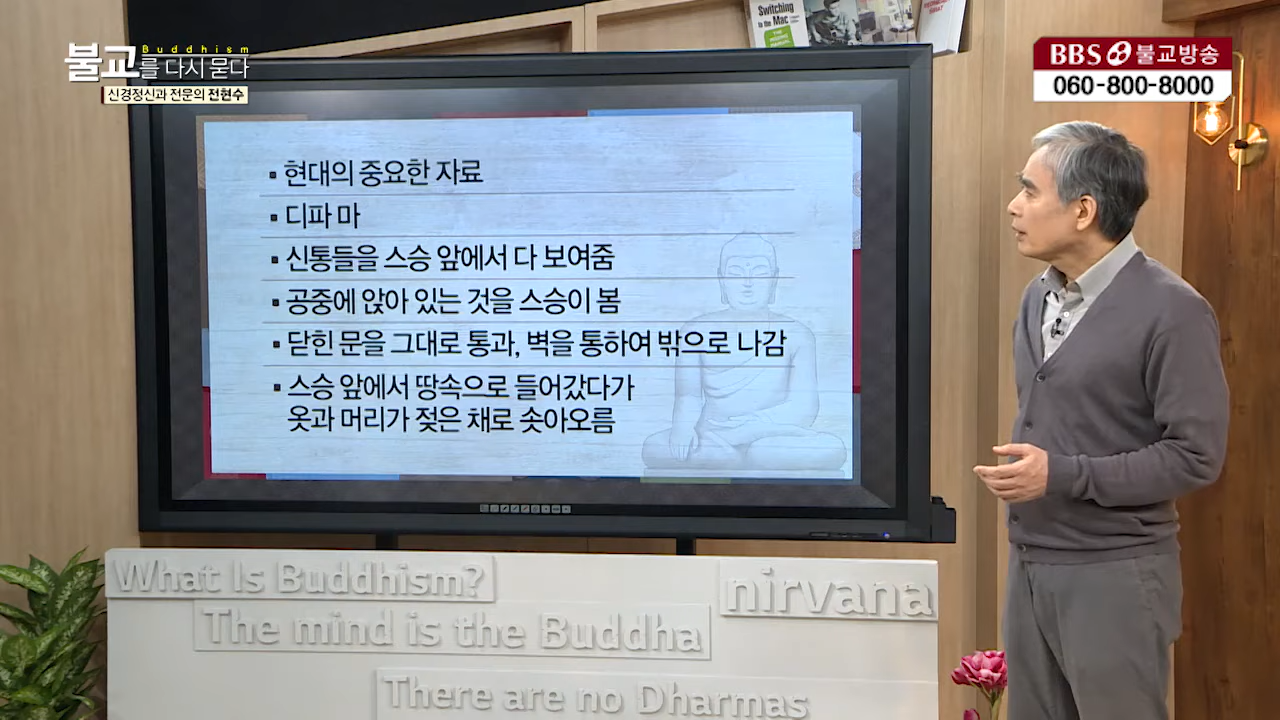 Switching
to the Mac
Buddhism
불교를 다시 묻다
신경정신과 전문의 전현수
BBS 불교방송
060-800-8000
▪ 현대의 중요한 자료
▪ 디파 마
▪ 신통들을 스승 앞에서 다 보여줌
▪ 공중에 앉아 있는 것을 스승이 봄
▪ 닫힌 문을 그대로 통과, 벽을 통하여 밖으로 나감
▪ 스승 앞에서 땅속으로 들어갔다가
옷과 머리가 젖은 채로 솟아오름
What Is Buddhism?
nirvana
The mind is the Buddha
There are no Dharmas